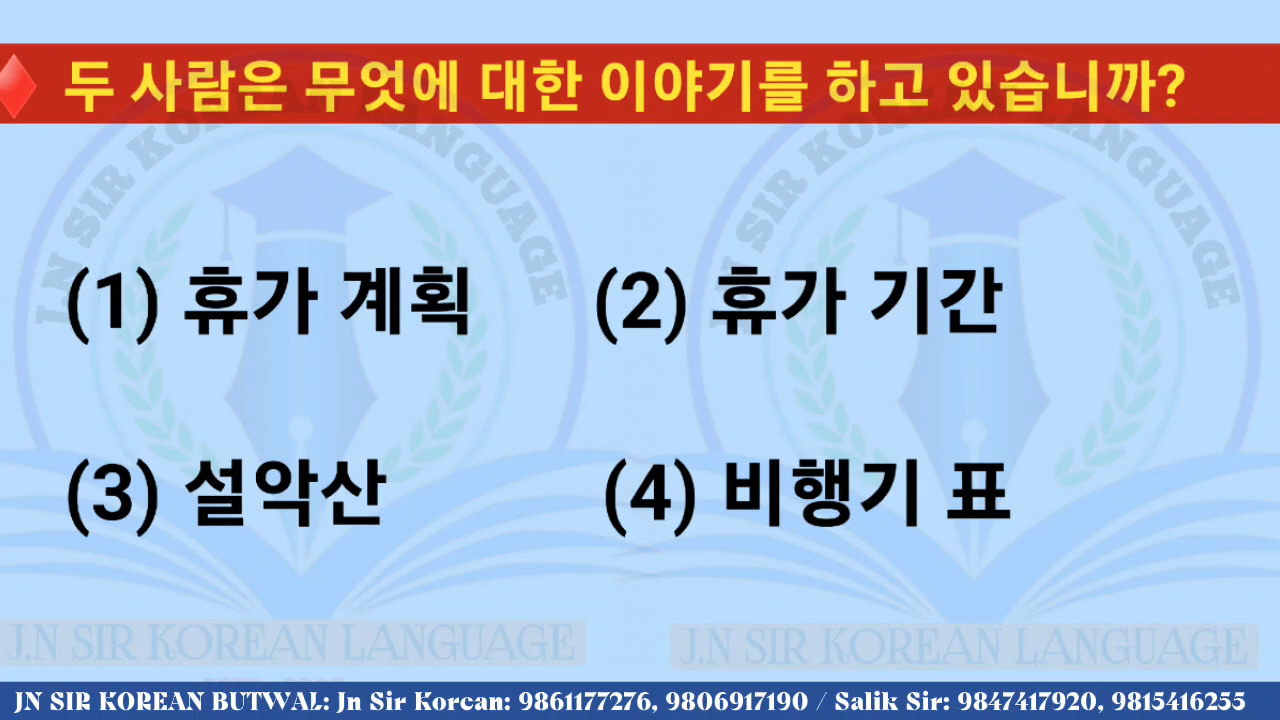 두 사람은 무엇에 대한 이야기를 하고 있습니까?
(1) 휴가 계획 (2) 휴가 기간
(3) 설악산 (4) 비행기 표
J.N SIR KOREAN LANGUAGE J.N SIR KOREAN LANGUAGE
JN SIR KOREAN BUTWAL: Jn Sir Korcan: 9861177276, 9806917190 / Salik Sir: 9847417920, 9815416255